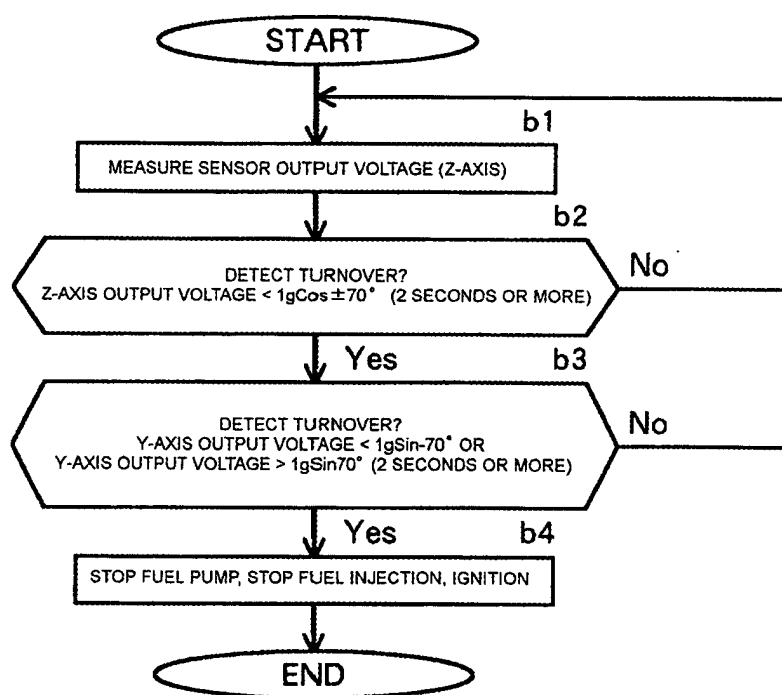 START
b1
MEASURE SENSOR OUTPUT VOLTAGE (Z-AXIS)
b2
DETECT TURNOVER?
Z-AXIS OUTPUT VOLTAGE < 1gCos±70° (2 SECONDS OR MORE)
No
Yes
b3
DETECT TURNOVER?
Y-AXIS OUTPUT VOLTAGE < 1gSin-70° OR
Y-AXIS OUTPUT VOLTAGE > 1gSin70° (2 SECONDS OR MORE)
No
Yes
b4
STOP FUEL PUMP, STOP FUEL INJECTION, IGNITION
END